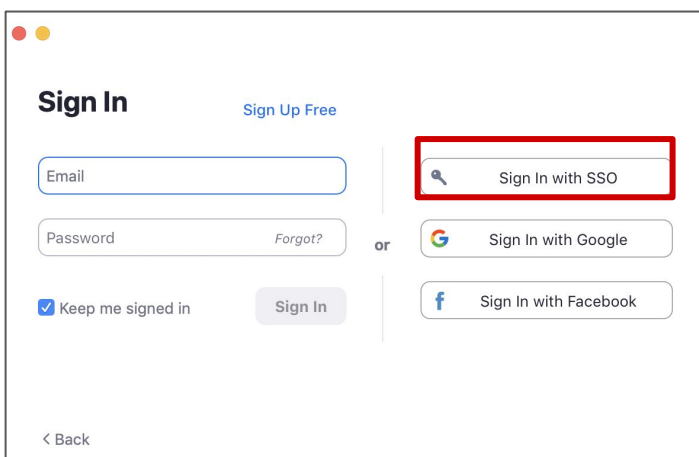 Sign In
Sign Up Free
Email
Password Forgot?
Keep me signed in
Sign In
or
Sign In with SSO
Sign In with Google
Sign In with Facebook
< Back